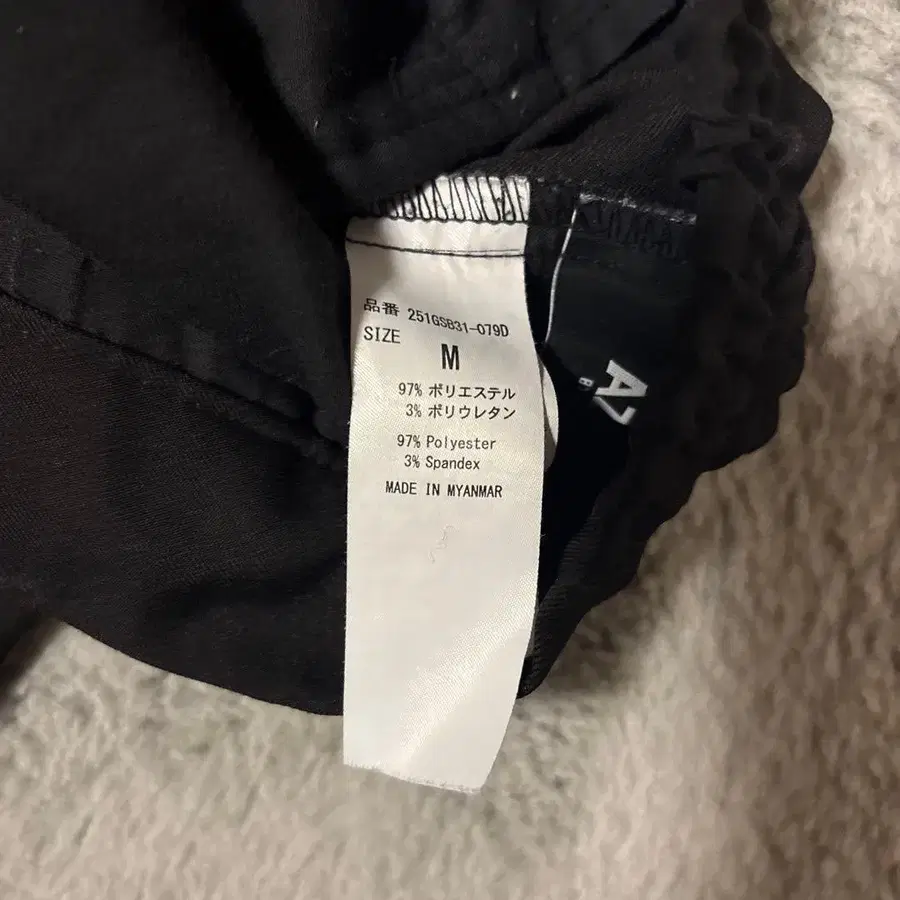 品番 251GSB31-079D
SIZE
M
97% ポリエステル
3% ポリウレタン
97% Polyester
3% Spandex
MADE IN MYANMAR